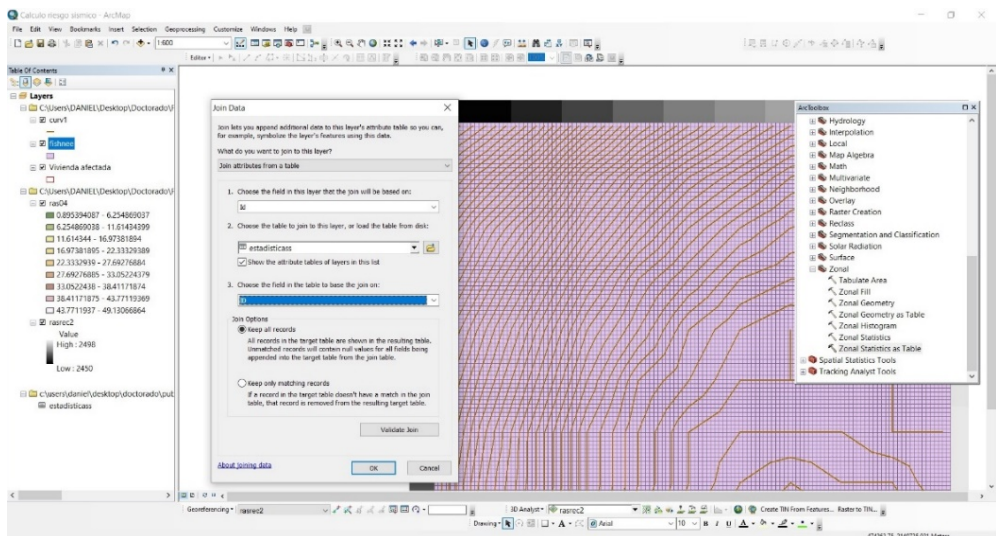 Calculo riesgo sismico - ArcMap
File Edit View Bookmarks Insert Selection Geoprocessing Customize Windows Help
1:600
Editor
Table Of Contents
Layers
C:\Users\DANIEL\Desktop\Doctorado\
curv1
fishnee
Vivienda afectada
C:\Users\DANIEL\Desktop\Doctorado\
ras04
0.895394087 - 6.254869037
6.254869038 - 11.61434399
11.614344 - 16.97381894
16.97381895 - 22.33329389
22.3332939 - 27.69276884
27.69276885 - 33.05224379
33.0522438 - 38.41171874
38.41171875 - 43.77119369
43.7711937 - 49.13066864
rasrec2
Value
High : 2498
Low : 2450
c:\users\daniel\desktop\doctorado\put
estadisticass
Join Data
Join lets you append additional data to this layer's attribute table so you can,
for example, symbolize the layer's features using this data.
What do you want to join to this layer?
Join attributes from a table
1. Choose the field in this layer that the join will be based on:
Id
2. Choose the table to join to this layer, or load the table from disk:
estadisticass
Show the attribute tables of layers in this list
3. Choose the field in the table to base the join on:
ID
Join Options
Keep all records
All records in the target table are shown in the resulting table.
Unmatched records will contain null values for all fields being
appended into the target table from the join table.
Keep only matching records
If a record in the target table doesn't have a match in the join
table, that record is removed from the resulting target table.
Validate Join
About joining data
OK Cancel
ArcToolbox
Hydrology
Interpolation
Local
Map Algebra
Math
Multivariate
Neighborhood
Overlay
Raster Creation
Reclass
Segmentation and Classification
Solar Radiation
Surface
Zonal
Tabulate Area
Zonal Fill
Zonal Geometry
Zonal Geometry as Table
Zonal Histogram
Zonal Statistics
Zonal Statistics as Table
Spatial Statistics Tools
Tracking Analyst Tools
Georeferencing rasrec2 3D Analyst rasrec2 Create TIN From Features... Raster to TIN...
Drawing Arial 10 B I U A